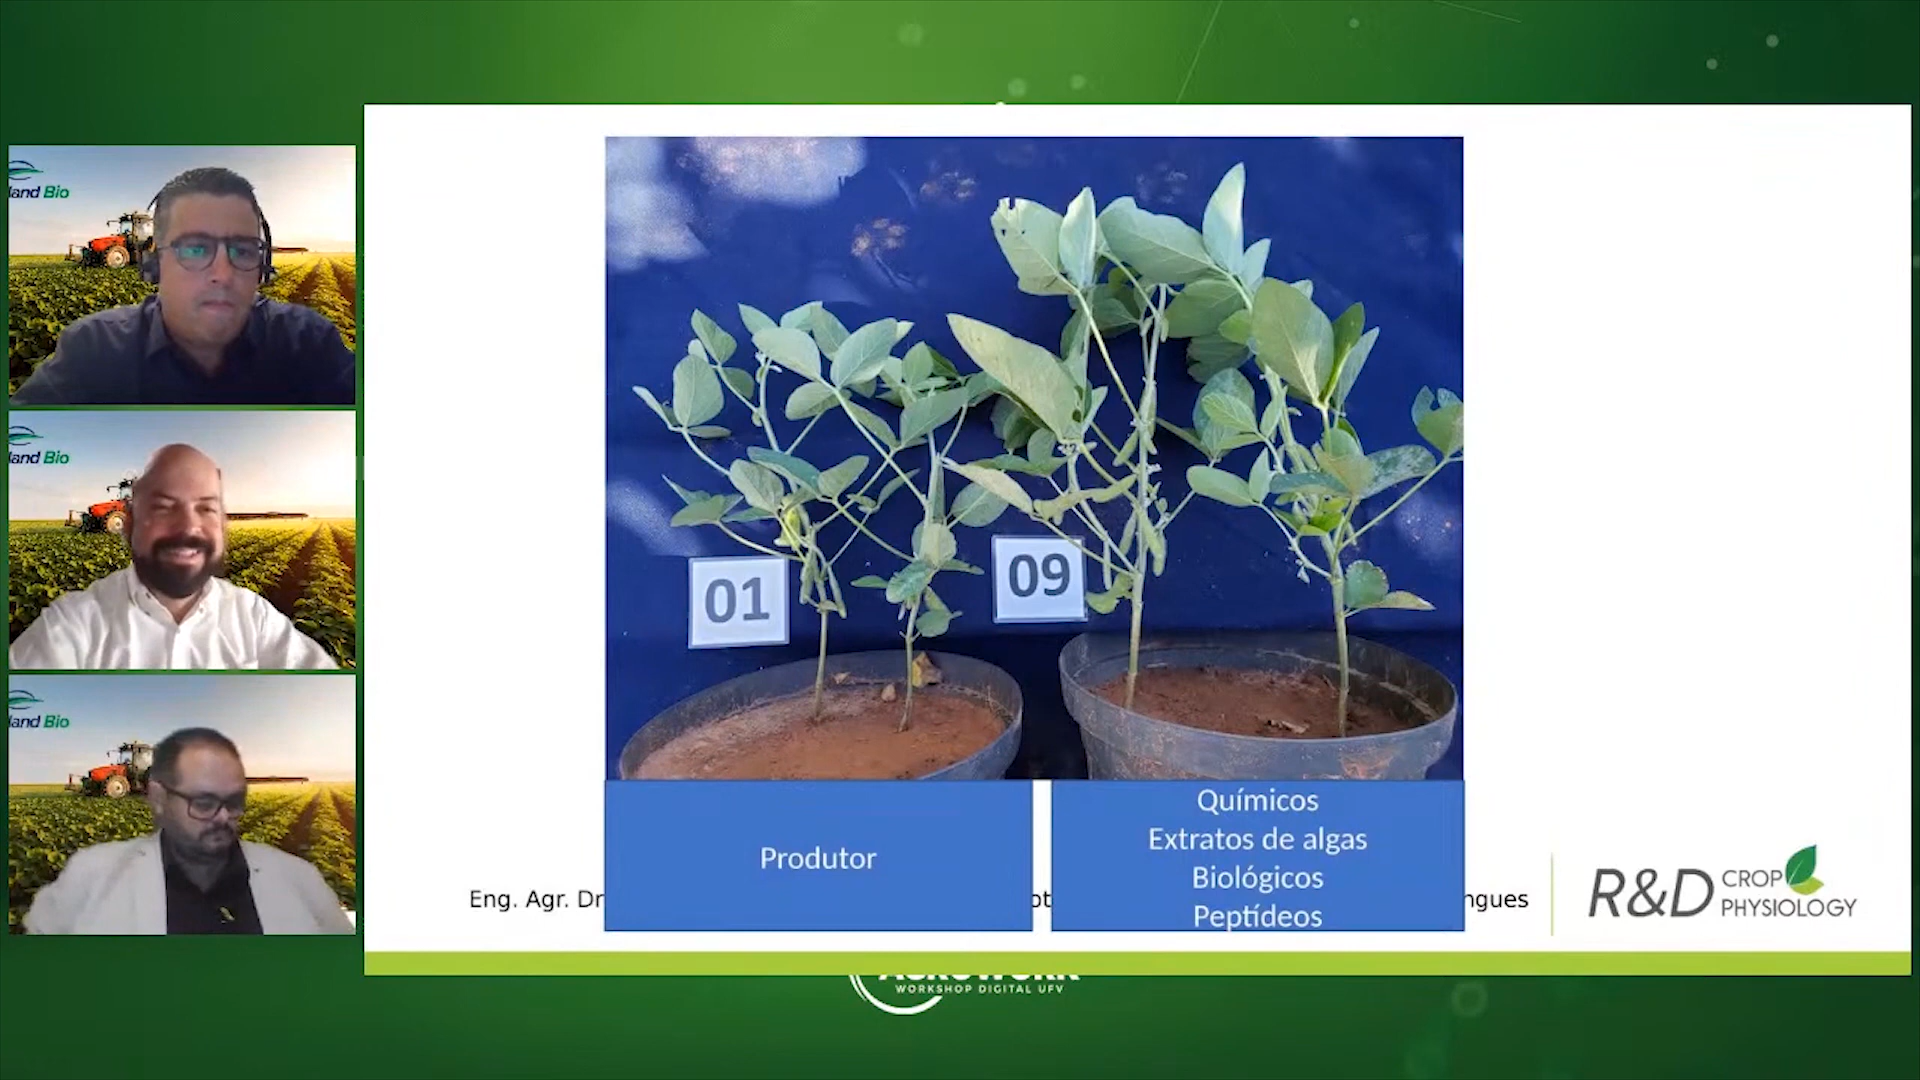 land Bio
land Bio
land Bio
01
09
Produtor
Químicos
Extratos de algas
Biológicos
Peptídeos
Eng. Agr. Dr
R&D CROP PHYSIOLOGY
WORKSHOP DIGITAL UFV